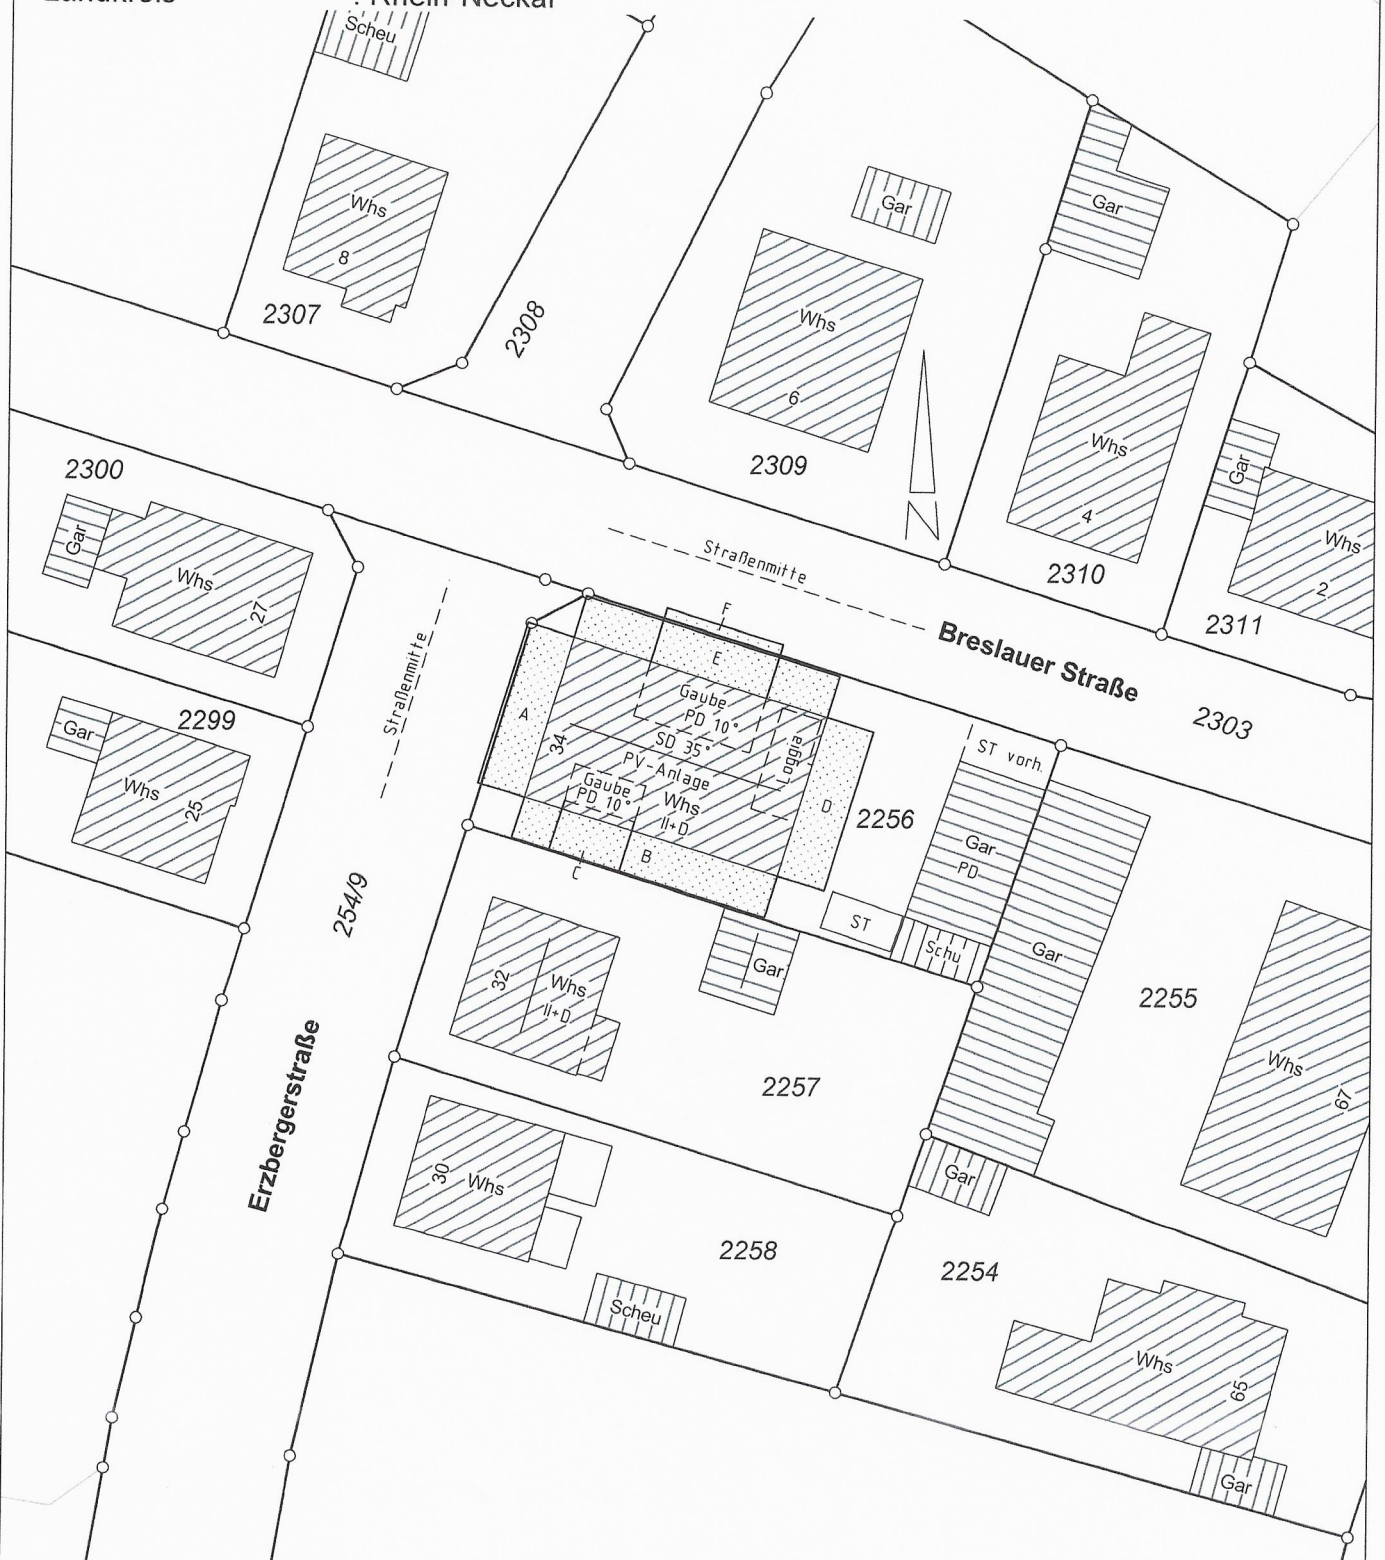 Landkreis : Rhein-Neckar
Scheu
Whs
8
2307
2308
Gar
Whs
6
2309
Gar
Whs
4
2310
Gar
Whs
2
2311
N
2300
Gar
Whs
27
Straßenmitte
Straßenmitte
Breslauer Straße
2303
2299
Gar
Whs
25
F
E
A
34
Gaube
PD 10°
SD 35°
Loggia
PV-Anlage
Gaube
PD 10°
Whs
II+D
D
B
C
2256
ST vorh.
Gar
PD
ST
Schu
Gar
2255
Whs
67
254/9
Erzbergerstraße
32
Whs
II+D
Gar
2257
30
Whs
2258
Scheu
Gar
2254
Whs
65
Gar